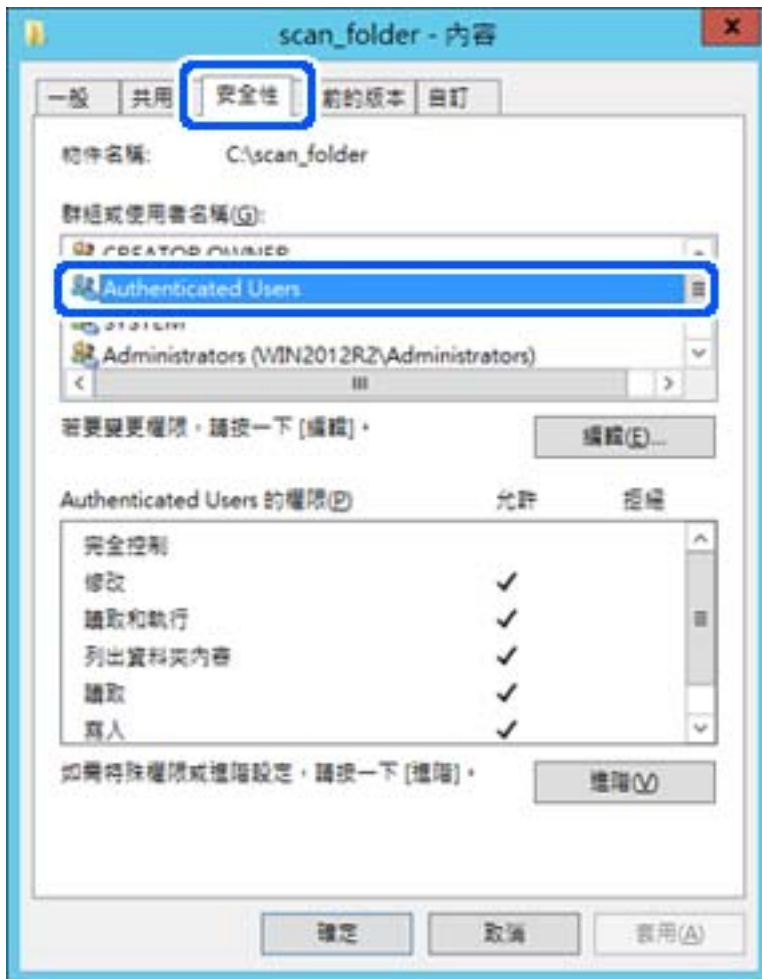 scan_folder - 內容
一般 共用 安全性 前的版本 自訂
物件名稱: C:\scan_folder
群組或使用者名稱(G):
CREATOR OWNER
Authenticated Users
SYSTEM
Administrators (WIN2012R2\Administrators)
若要變更權限，請按一下 [編輯]。 編輯(E)...
Authenticated Users 的權限(P) 允許 拒絕
完全控制
修改 ✓
讀取和執行 ✓
列出資料夾內容 ✓
讀取 ✓
寫入 ✓
如需特殊權限或進階設定，請按一下 [進階]。 進階(V)
確定 取消 套用(A)